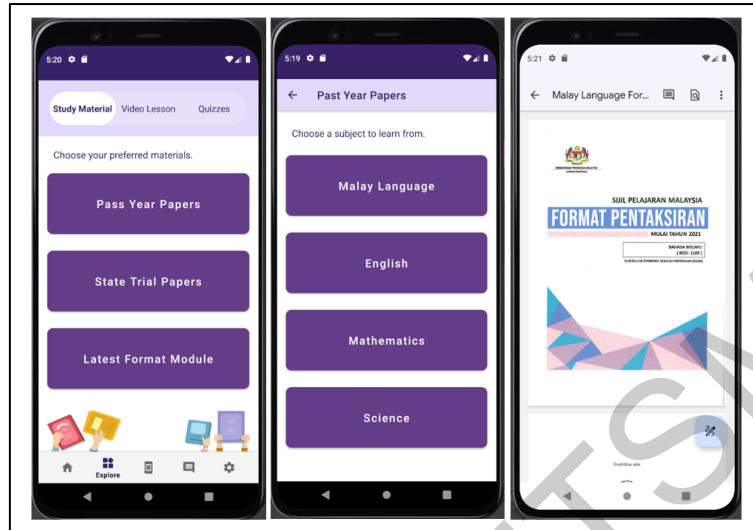 5:20
Study Material Video Lesson Quizzes
Choose your preferred materials.
Pass Year Papers
State Trial Papers
Latest Format Module
Explore
5:19
Past Year Papers
Choose a subject to learn from.
Malay Language
English
Mathematics
Science
5:21
Malay Language For...
SIJIL PELAJARAN MALAYSIA
FORMAT PENTAKSIRAN
MULAI TAHUN 2021
BAHASA MELAYU
( KOD: 1103 )